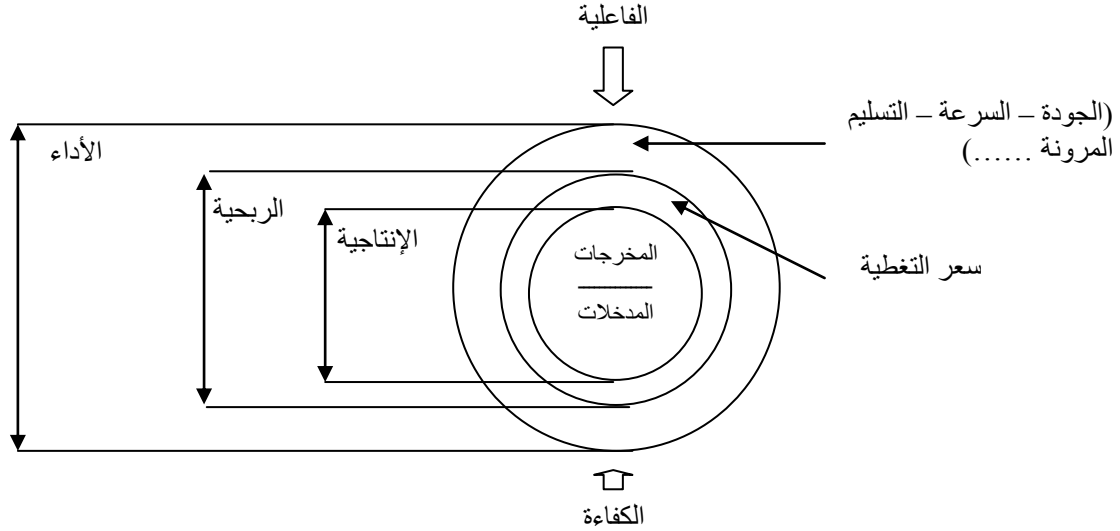 الفاعلية
(الجودة – السرعة – التسليم
المرونة ......)
الأداء
الربحية
الإنتاجية
المخرجات
المدخلات
سعر التغطية
الكفاءة